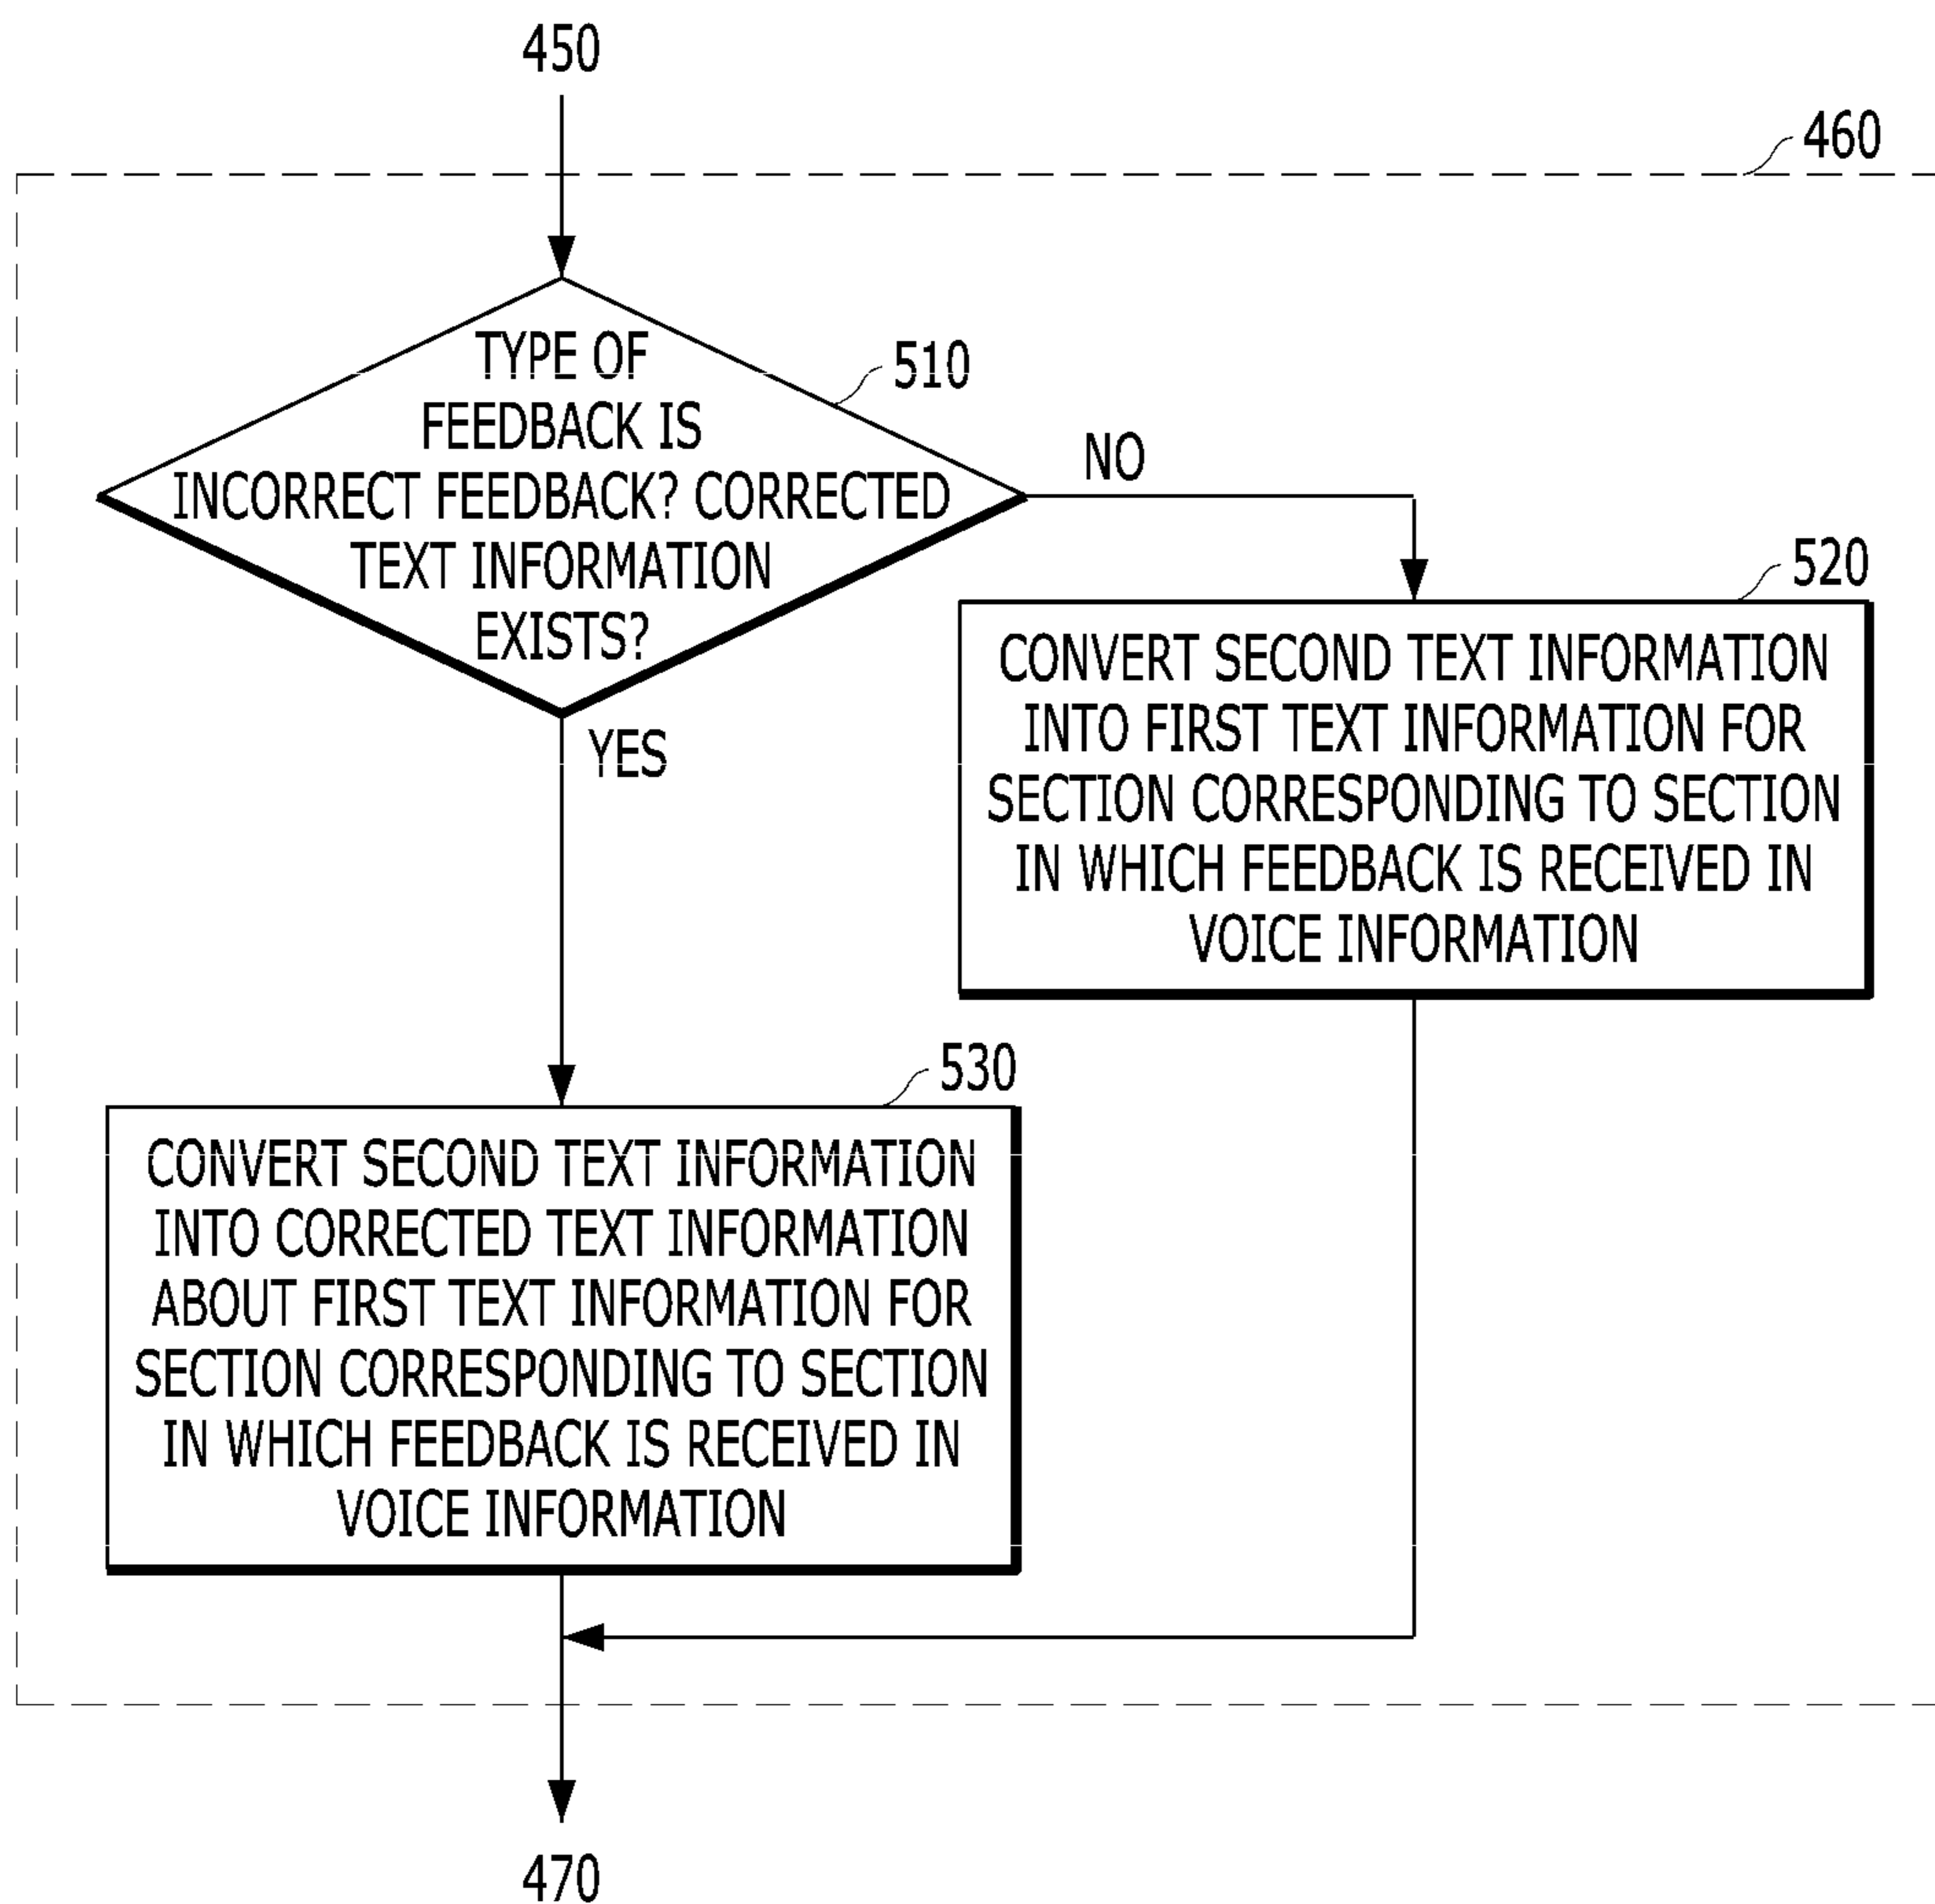 450
460
TYPE OF
FEEDBACK IS
INCORRECT FEEDBACK? CORRECTED
TEXT INFORMATION
EXISTS?
510
NO
YES
520
CONVERT SECOND TEXT INFORMATION
INTO FIRST TEXT INFORMATION FOR
SECTION CORRESPONDING TO SECTION
IN WHICH FEEDBACK IS RECEIVED IN
VOICE INFORMATION
530
CONVERT SECOND TEXT INFORMATION
INTO CORRECTED TEXT INFORMATION
ABOUT FIRST TEXT INFORMATION FOR
SECTION CORRESPONDING TO SECTION
IN WHICH FEEDBACK IS RECEIVED IN
VOICE INFORMATION
470